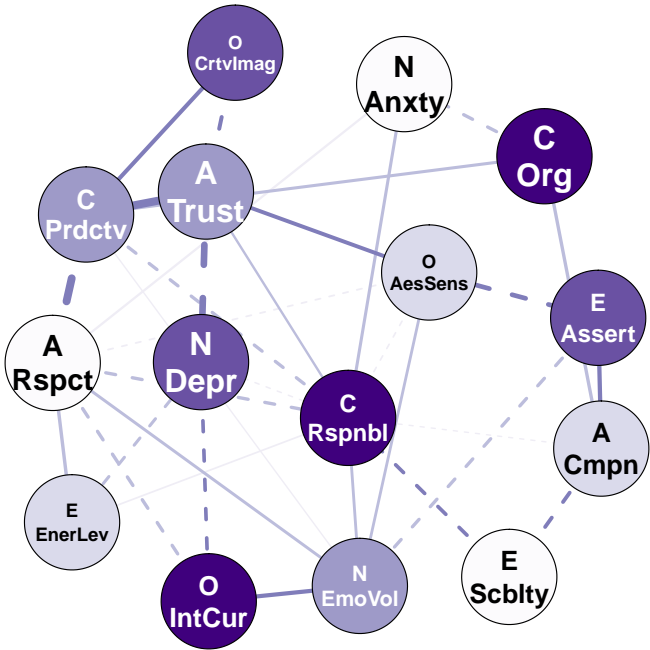 O
CrtvImag
N
Anxty
C
Org
A
Trust
C
Prdctv
O
AesSens
E
Assert
A
Rspct
N
Depr
C
Rspnbl
A
Cmpn
E
EnerLev
O
IntCur
N
EmoVol
E
Scblty